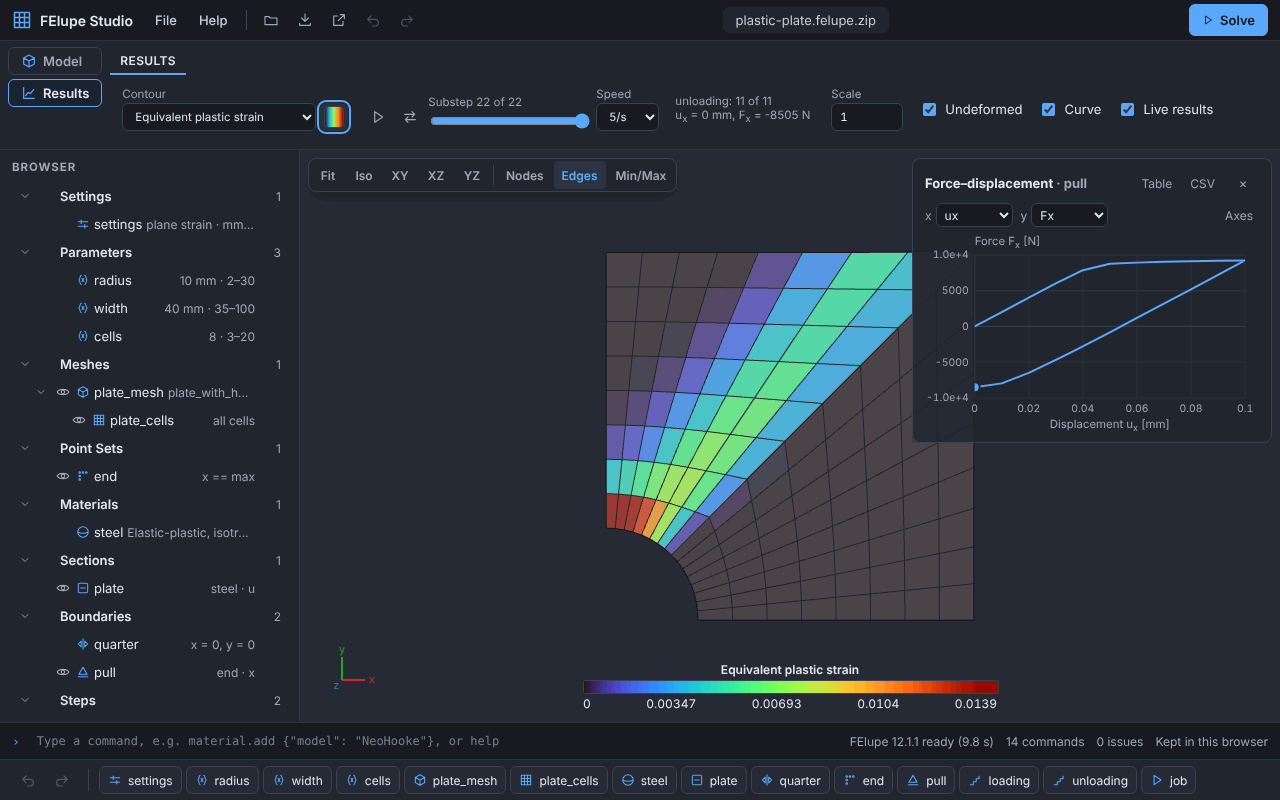 FElupe Studio File Help plastic-plate.felupe.zip Solve
Model RESULTS
Results
Contour Substep 22 of 22 Speed unloading: 11 of 11 Scale
Equivalent plastic strain 5/s ux = 0 mm, Fx = -8505 N 1 Undeformed Curve Live results
BROWSER
Settings 1
settings plane strain · mm...
Parameters 3
radius 10 mm · 2–30
width 40 mm · 35–100
cells 8 · 3–20
Meshes 1
plate_mesh plate_with_h...
plate_cells all cells
Point Sets 1
end x == max
Materials 1
steel Elastic-plastic, isotr...
Sections 1
plate steel · u
Boundaries 2
quarter x = 0, y = 0
pull end · x
Steps 2
Fit Iso XY XZ YZ Nodes Edges Min/Max
Force–displacement · pull Table CSV ×
x ux y Fx Axes
Force Fx [N]
1.0e+4
5000
0
-5000
-1.0e+4
0 0.02 0.04 0.06 0.08 0.1
Displacement ux [mm]
y
z x
Equivalent plastic strain
0 0.00347 0.00693 0.0104 0.0139
› Type a command, e.g. material.add {"model": "NeoHooke"}, or help FElupe 12.1.1 ready (9.8 s) 14 commands 0 issues Kept in this browser
settings radius width cells plate_mesh plate_cells steel plate quarter end pull loading unloading job